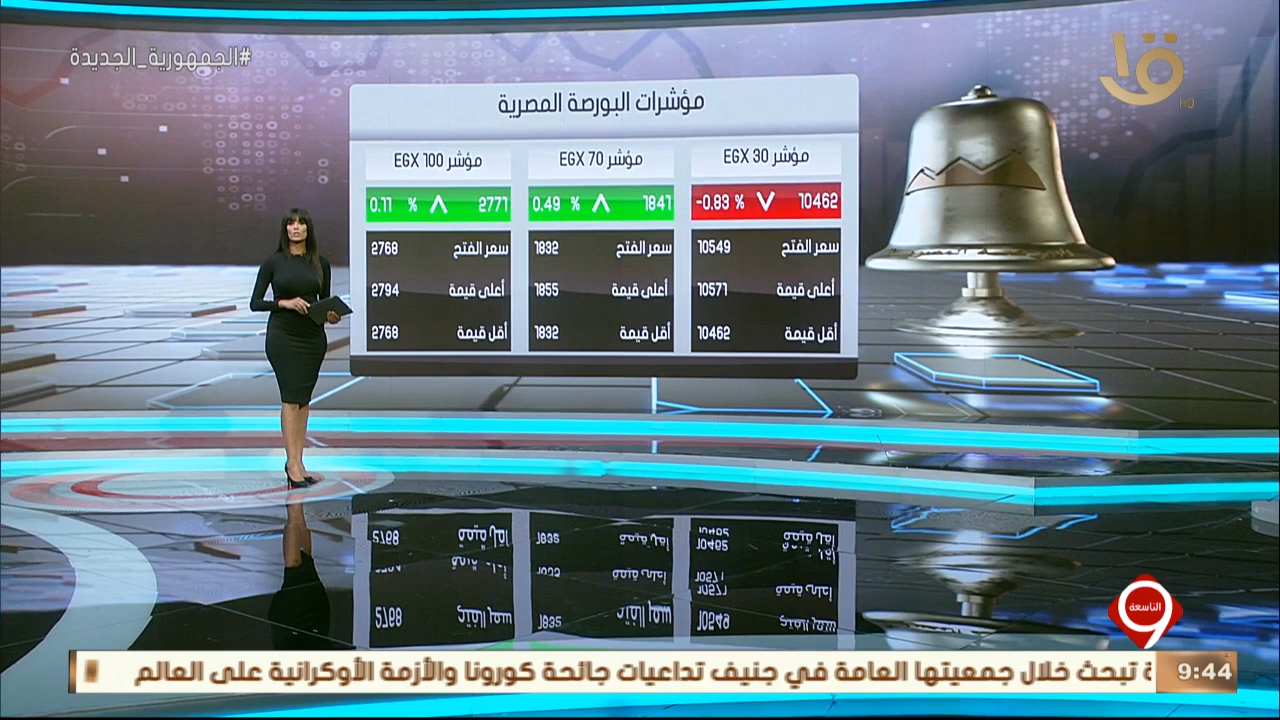 #الجمهورية_الجديدة
HD
مؤشرات البورصة المصرية
مؤشر EGX 30
10462 -0.83 %
سعر الفتح 10549
أعلى قيمة 10571
أقل قيمة 10462
مؤشر EGX 70
1841 0.49 %
سعر الفتح 1832
أعلى قيمة 1855
أقل قيمة 1832
مؤشر EGX 100
2771 0.11 %
سعر الفتح 2768
أعلى قيمة 2794
أقل قيمة 2768
التاسعة
9
9:44
تبحث خلال جمعيتها العامة في جنيف تداعيات جائحة كورونا والأزمة الأوكرانية على العالم